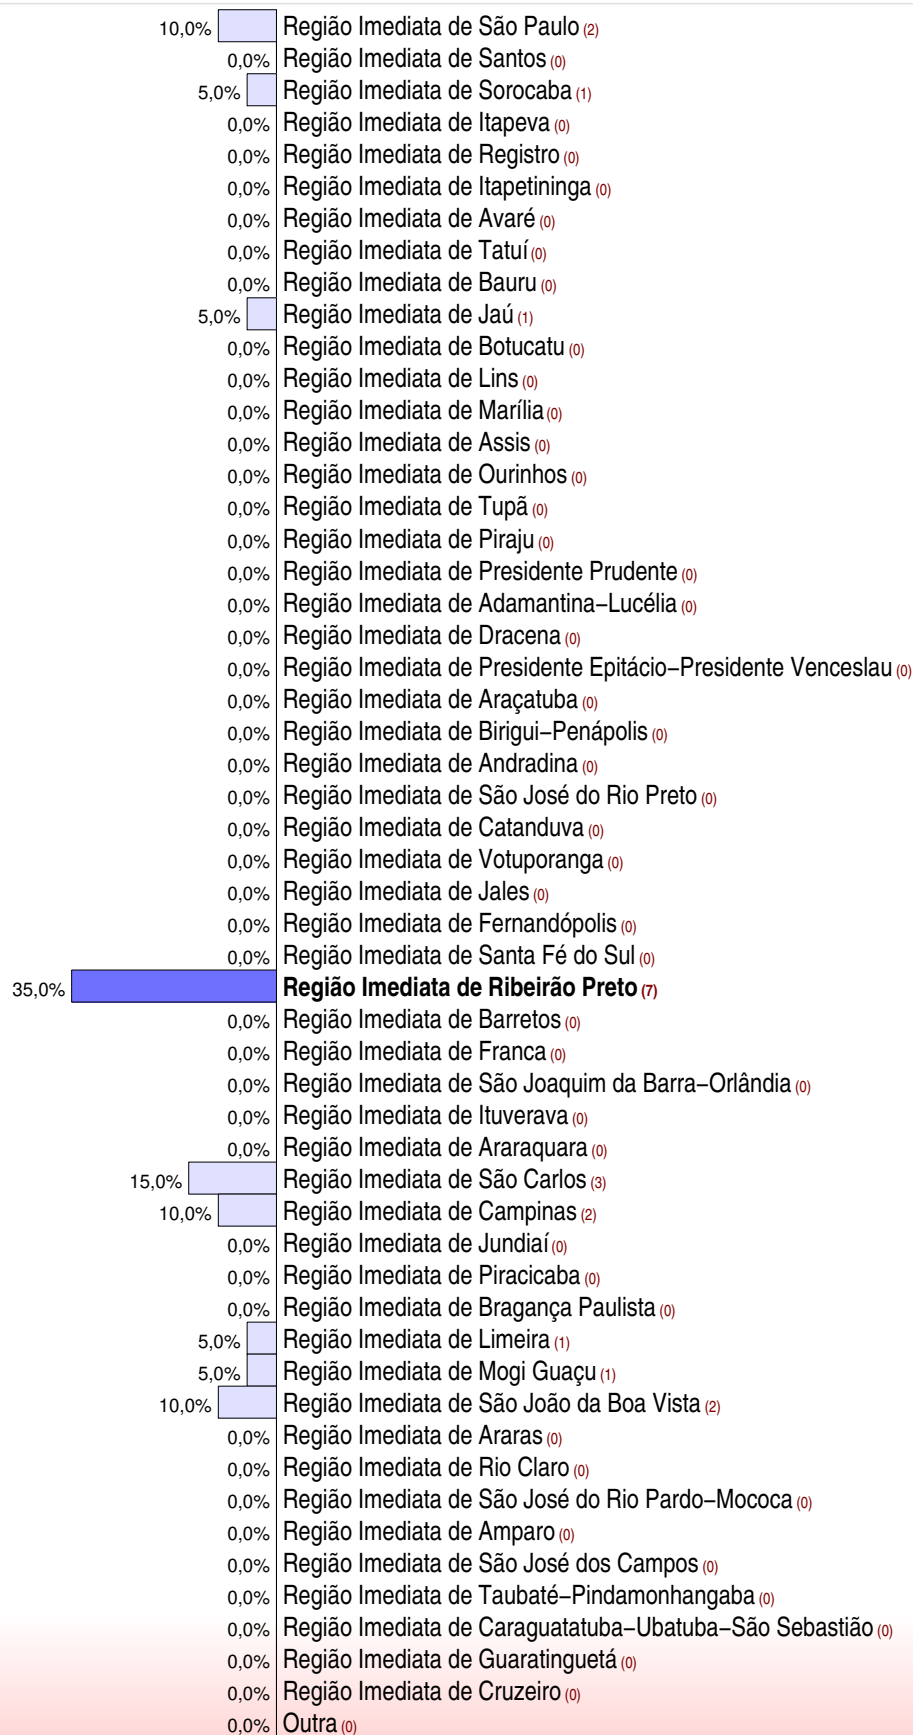 10,0% Região Imediata de São Paulo (2)
0,0% Região Imediata de Santos (0)
5,0% Região Imediata de Sorocaba (1)
0,0% Região Imediata de Itapeva (0)
0,0% Região Imediata de Registro (0)
0,0% Região Imediata de Itapetininga (0)
0,0% Região Imediata de Avaré (0)
0,0% Região Imediata de Tatuí (0)
0,0% Região Imediata de Bauru (0)
5,0% Região Imediata de Jaú (1)
0,0% Região Imediata de Botucatu (0)
0,0% Região Imediata de Lins (0)
0,0% Região Imediata de Marília (0)
0,0% Região Imediata de Assis (0)
0,0% Região Imediata de Ourinhos (0)
0,0% Região Imediata de Tupã (0)
0,0% Região Imediata de Piraju (0)
0,0% Região Imediata de Presidente Prudente (0)
0,0% Região Imediata de Adamantina−Lucélia (0)
0,0% Região Imediata de Dracena (0)
0,0% Região Imediata de Presidente Epitácio−Presidente Venceslau (0)
0,0% Região Imediata de Araçatuba (0)
0,0% Região Imediata de Birigui−Penápolis (0)
0,0% Região Imediata de Andradina (0)
0,0% Região Imediata de São José do Rio Preto (0)
0,0% Região Imediata de Catanduva (0)
0,0% Região Imediata de Votuporanga (0)
0,0% Região Imediata de Jales (0)
0,0% Região Imediata de Fernandópolis (0)
0,0% Região Imediata de Santa Fé do Sul (0)
35,0% Região Imediata de Ribeirão Preto (7)
0,0% Região Imediata de Barretos (0)
0,0% Região Imediata de Franca (0)
0,0% Região Imediata de São Joaquim da Barra−Orlândia (0)
0,0% Região Imediata de Ituverava (0)
0,0% Região Imediata de Araraquara (0)
15,0% Região Imediata de São Carlos (3)
10,0% Região Imediata de Campinas (2)
0,0% Região Imediata de Jundiaí (0)
0,0% Região Imediata de Piracicaba (0)
0,0% Região Imediata de Bragança Paulista (0)
5,0% Região Imediata de Limeira (1)
5,0% Região Imediata de Mogi Guaçu (1)
10,0% Região Imediata de São João da Boa Vista (2)
0,0% Região Imediata de Araras (0)
0,0% Região Imediata de Rio Claro (0)
0,0% Região Imediata de São José do Rio Pardo−Mococa (0)
0,0% Região Imediata de Amparo (0)
0,0% Região Imediata de São José dos Campos (0)
0,0% Região Imediata de Taubaté−Pindamonhangaba (0)
0,0% Região Imediata de Caraguatatuba−Ubatuba−São Sebastião (0)
0,0% Região Imediata de Guaratinguetá (0)
0,0% Região Imediata de Cruzeiro (0)
0,0% Outra (0)